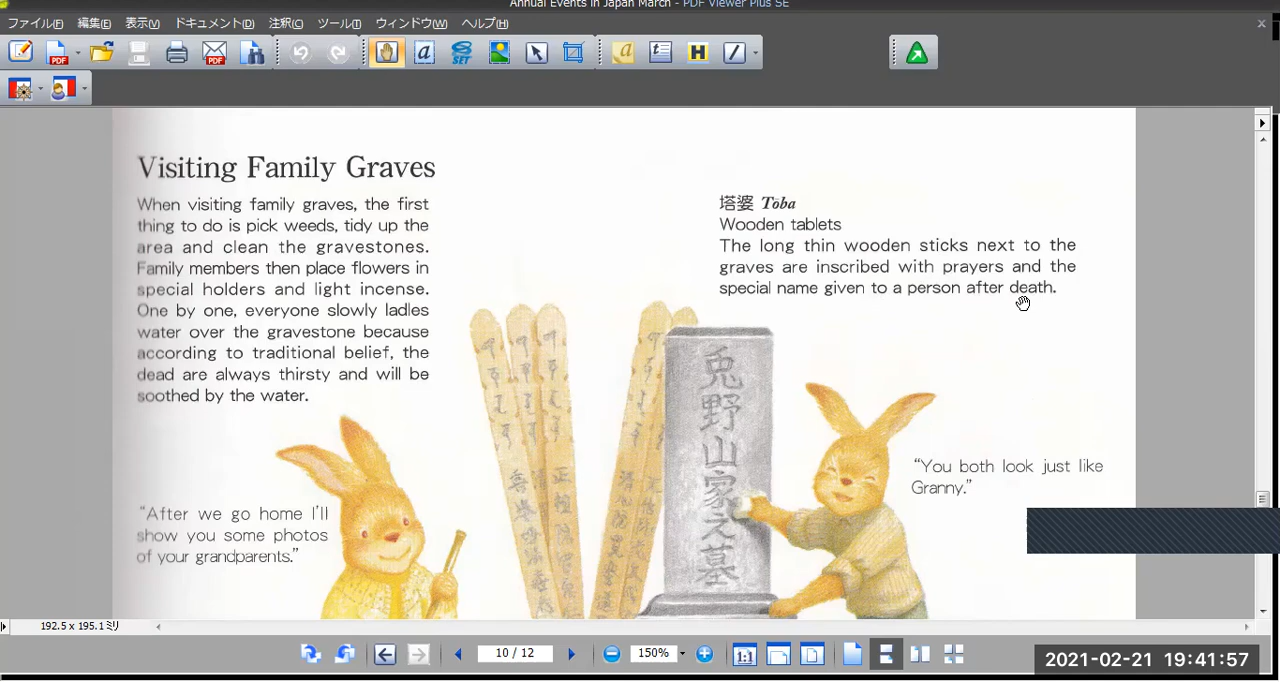 Annual Events in Japan March - PDF Viewer Plus SE
ファイル(F) 編集(E) 表示(V) ドキュメント(D) 注釈(C) ツール(T) ウィンドウ(W) ヘルプ(H)
Visiting Family Graves
When visiting family graves, the first
thing to do is pick weeds, tidy up the
area and clean the gravestones.
Family members then place flowers in
special holders and light incense.
One by one, everyone slowly ladles
water over the gravestone because
according to traditional belief, the
dead are always thirsty and will be
soothed by the water.
塔婆 Toba
Wooden tablets
The long thin wooden sticks next to the
graves are inscribed with prayers and the
special name given to a person after death.
兎野山家之墓
"You both look just like
Granny."
"After we go home I'll
show you some photos
of your grandparents."
192.5 x 195.1 ミリ
10 / 12
150%
1:1
2021-02-21 19:41:57